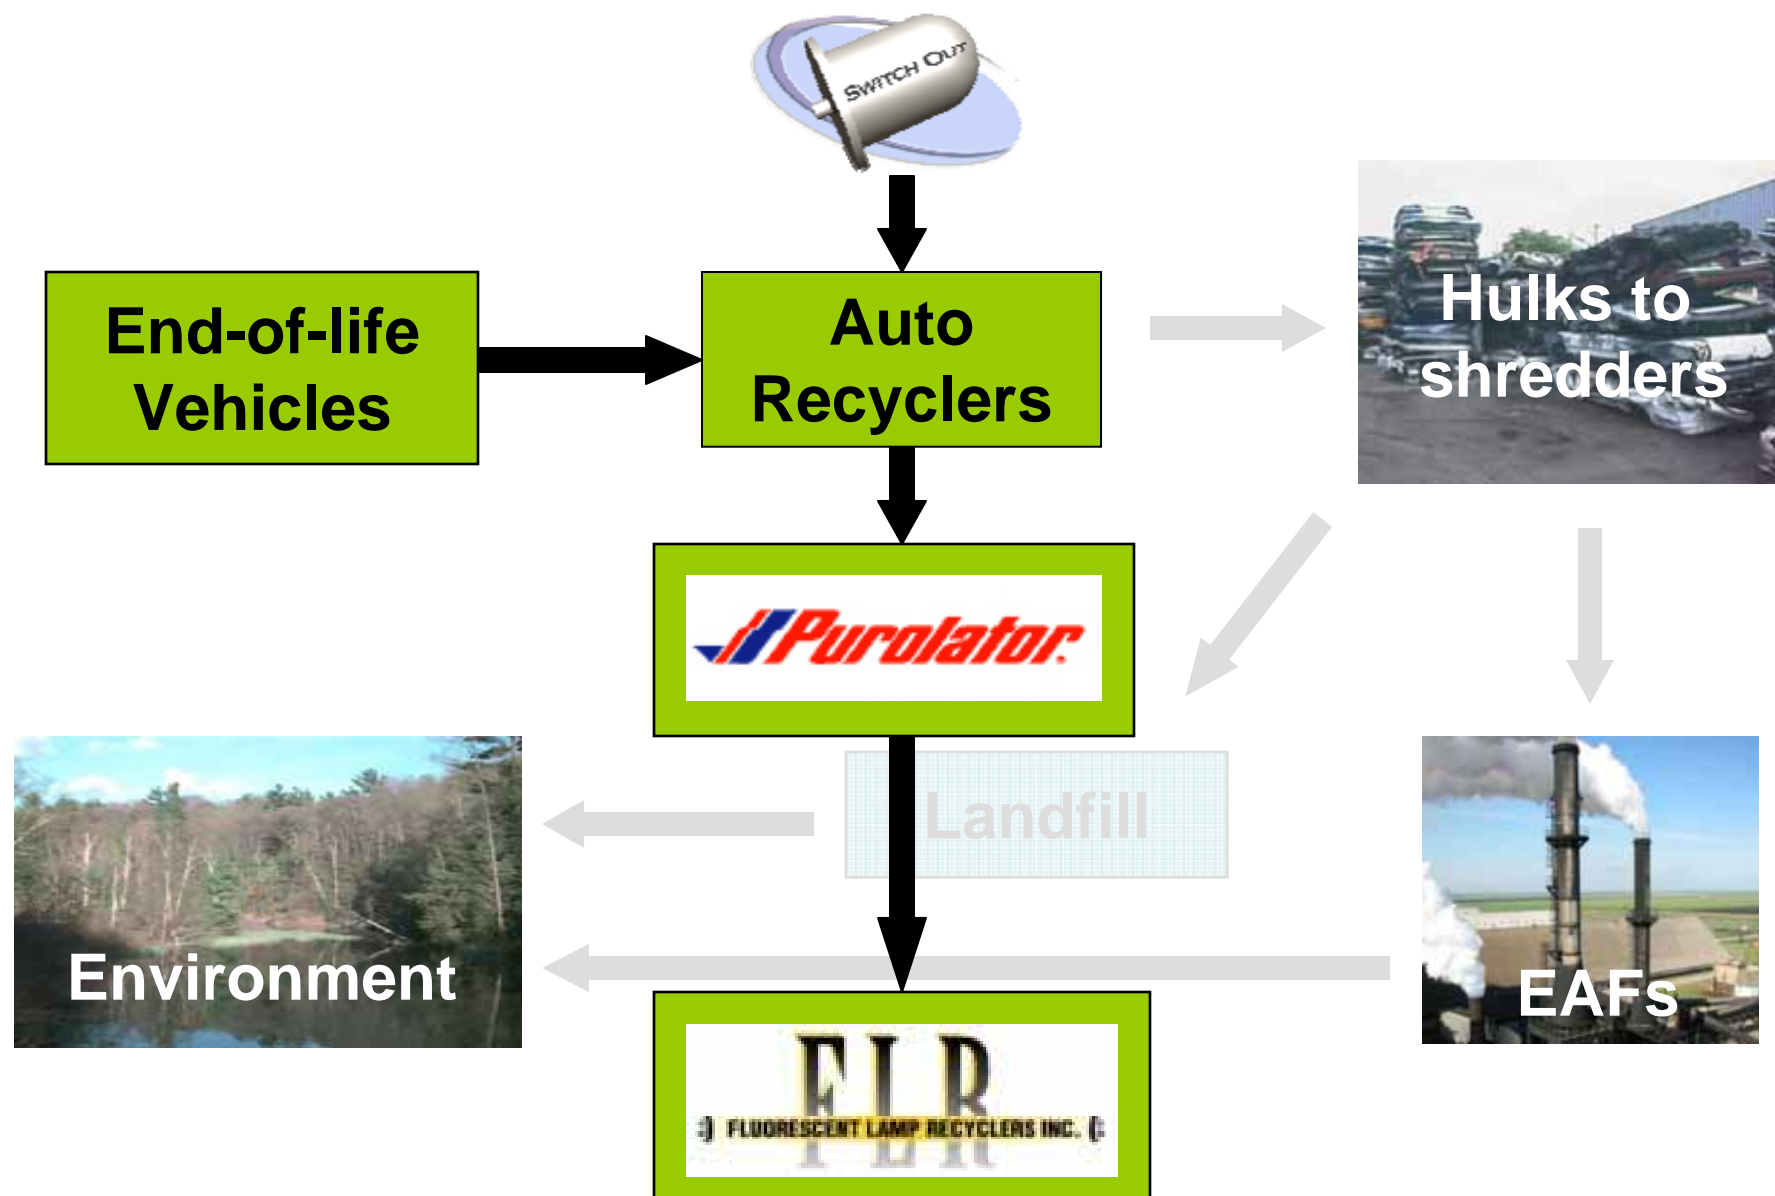 SWITCH OUT
End-of-life
Vehicles
Auto
Recyclers
Hulks to
shredders
Purolator
Landfill
Environment
EAFs
FLR
FLUORESCENT LAMP RECYCLERS INC.